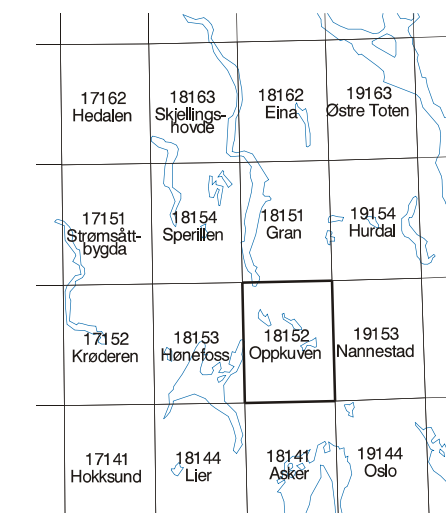 17162
Hedalen
18163
Skjellings-
hovde
18162
Eina
19163
Østre Toten
17151
Strømsått-
bygda
18154
Sperillen
18151
Gran
19154
Hurdal
17152
Krøderen
18153
Hønefoss
18152
Oppkuven
19153
Nannestad
17141
Hokksund
18144
Lier
18141
Asker
19144
Oslo